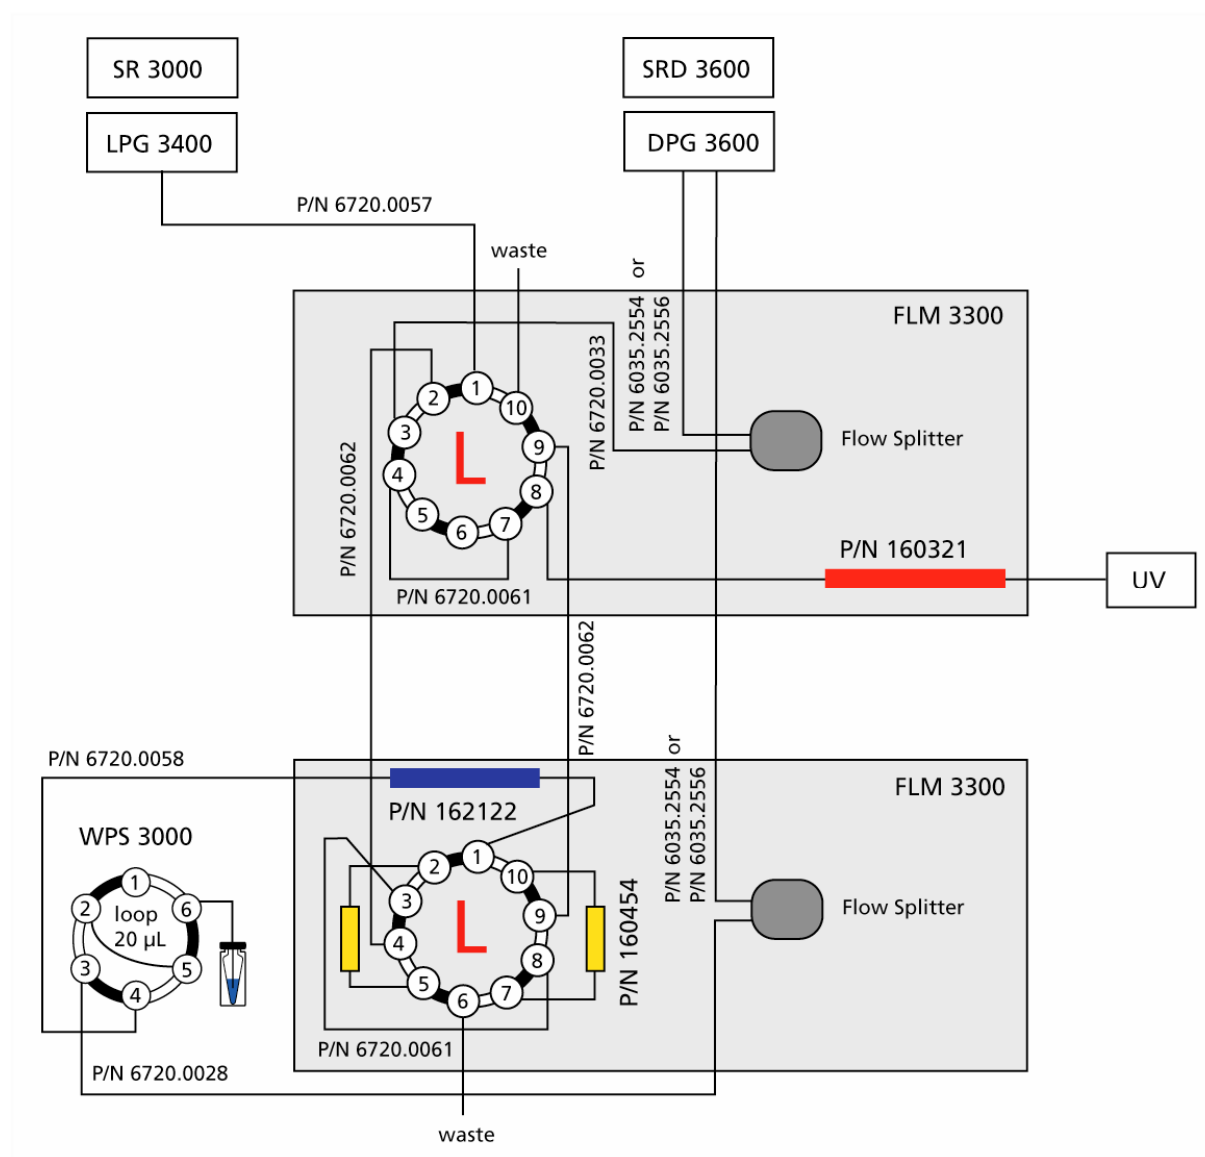 SR 3000
SRD 3600
LPG 3400
DPG 3600
P/N 6720.0057
waste
P/N 6035.2554 or
P/N 6035.2556
FLM 3300
P/N 6720.0033
1
2
10
3
9
L
4
8
5
7
6
Flow Splitter
P/N 6720.0062
P/N 160321
UV
P/N 6720.0061
P/N 6720.0062
P/N 6720.0058
P/N 6035.2554 or
P/N 6035.2556
FLM 3300
P/N 162122
WPS 3000
1
2
6
loop
20 µL
3
5
4
1
2
10
3
9
L
4
8
5
7
6
P/N 160454
Flow Splitter
P/N 6720.0061
P/N 6720.0028
waste